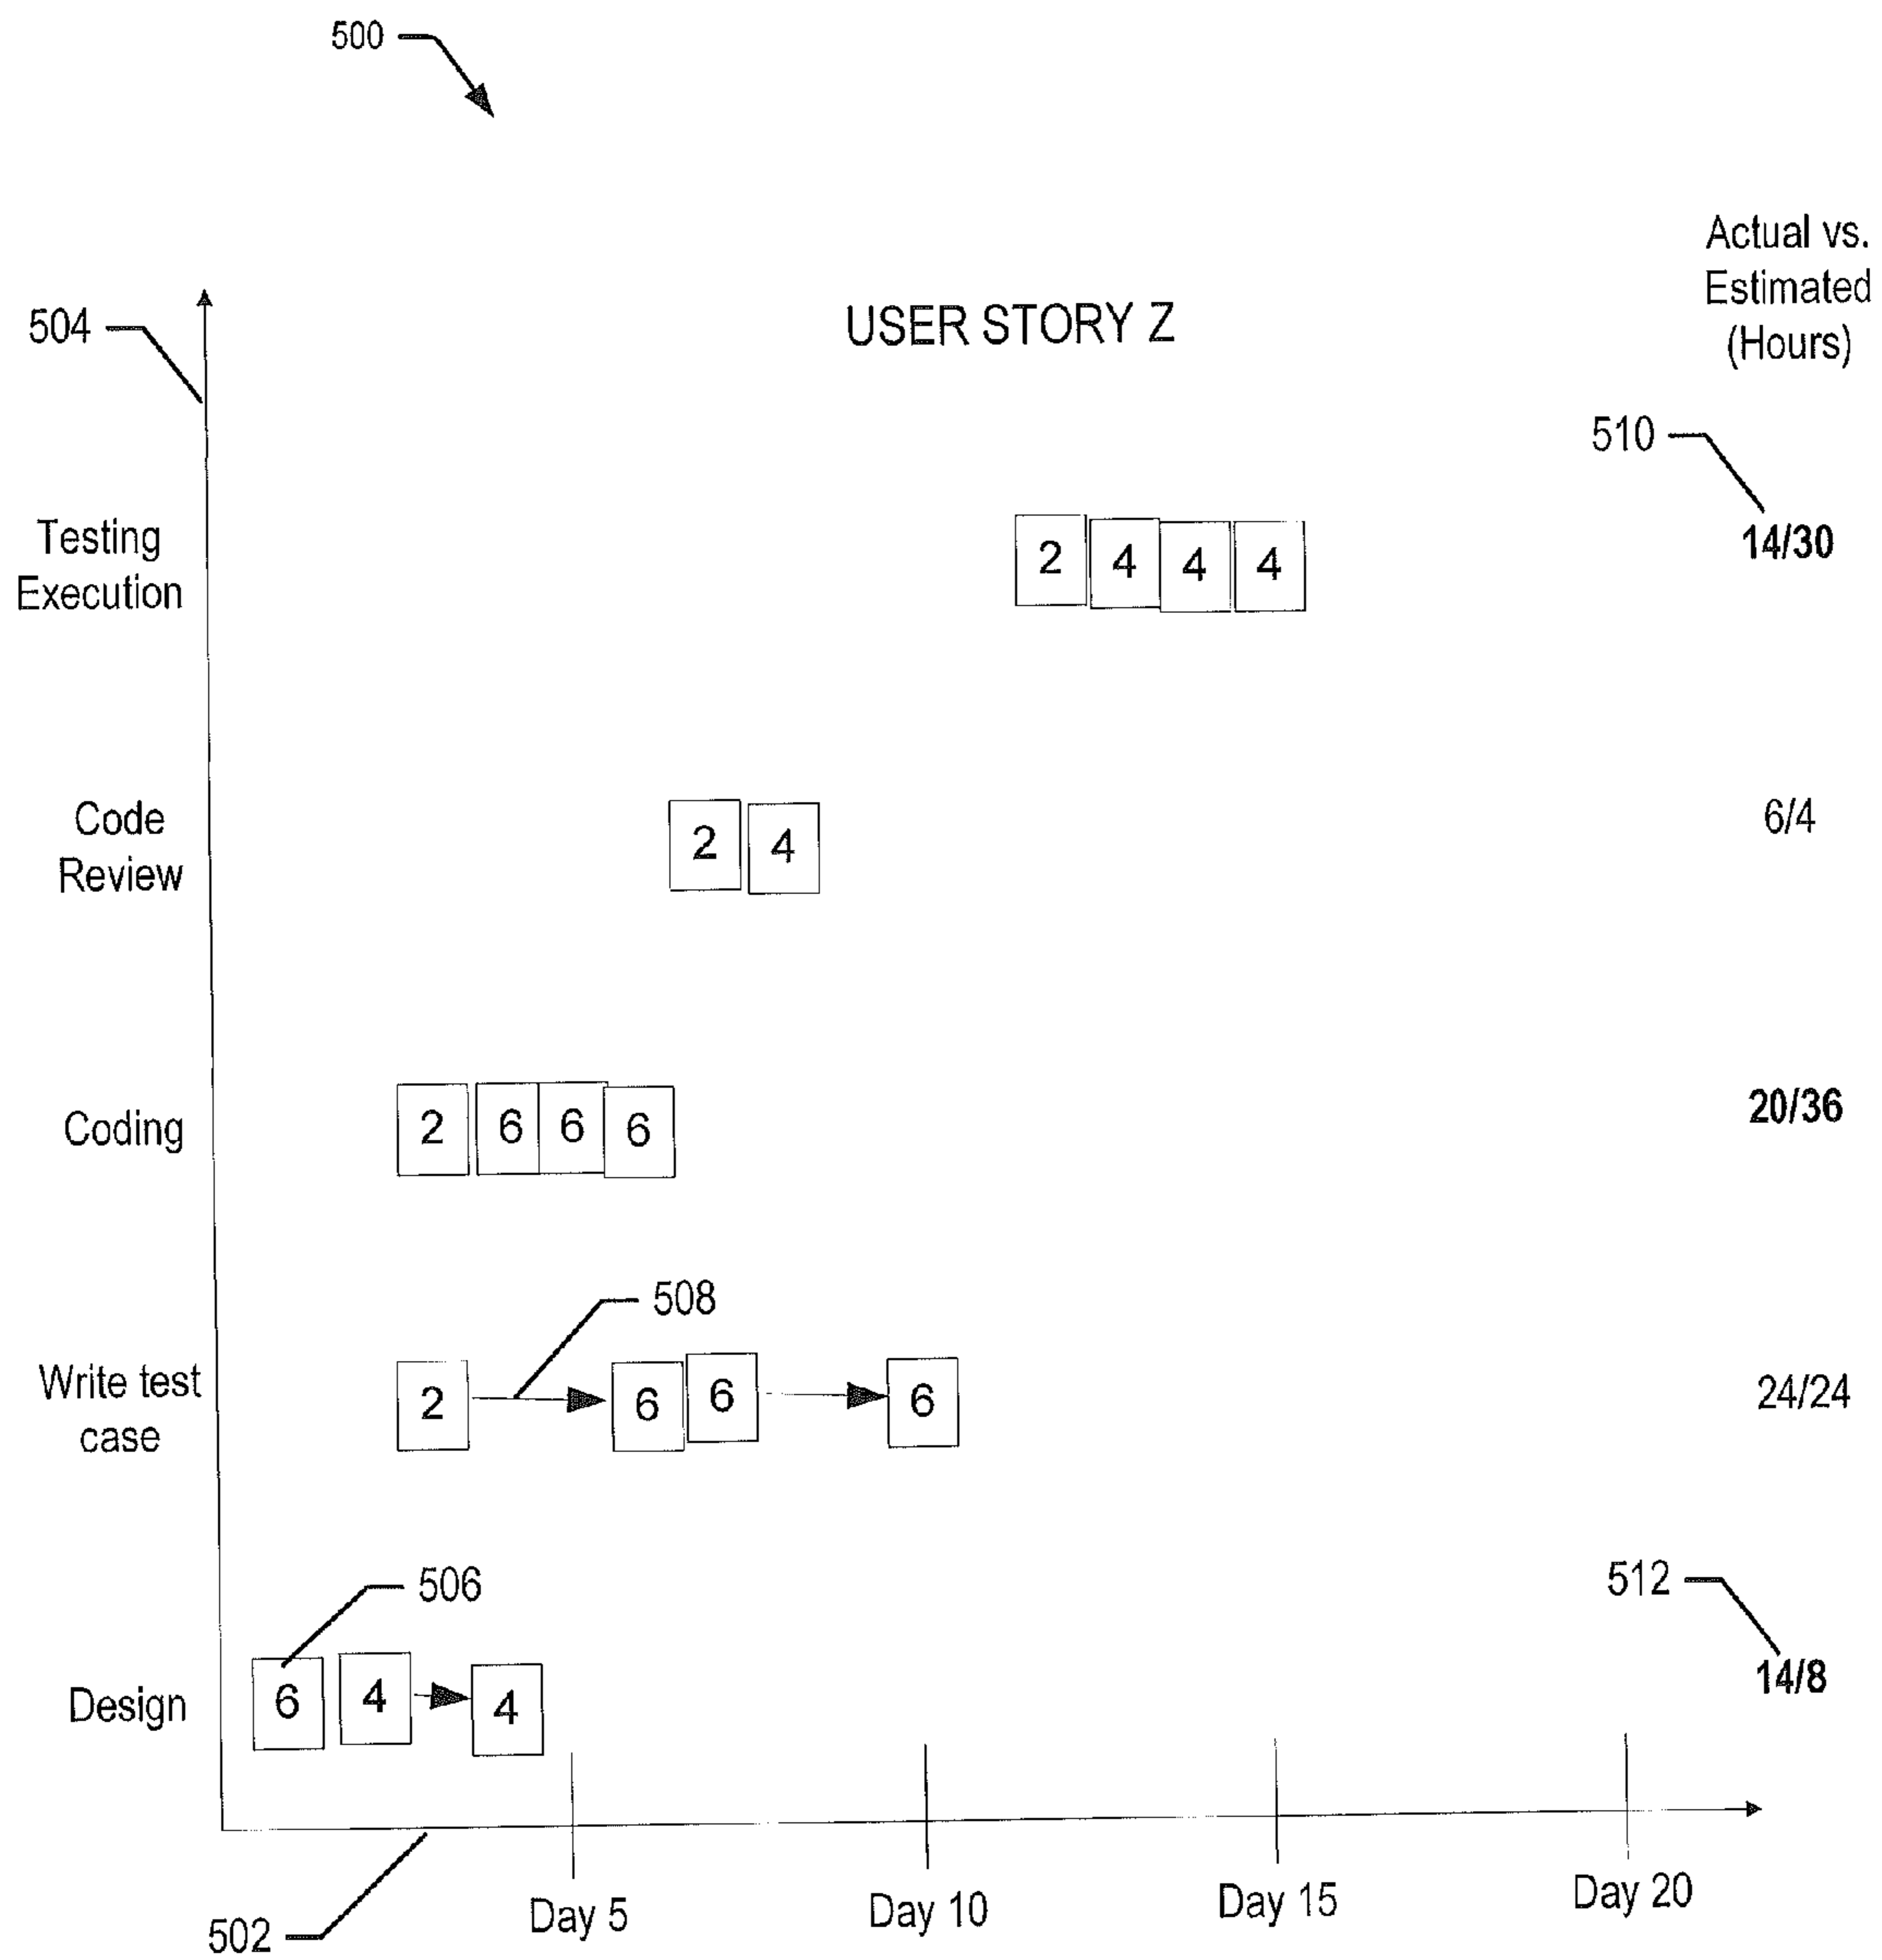 500
Actual vs.
Estimated
(Hours)
504
USER STORY Z
510
Testing
Execution
2 4 4 4
14/30
Code
Review
2 4
6/4
Coding
2 6 6 6
20/36
508
Write test
case
2 6 6 6
24/24
506
512
Design
6 4 4
14/8
Day 5 Day 10 Day 15 Day 20
502